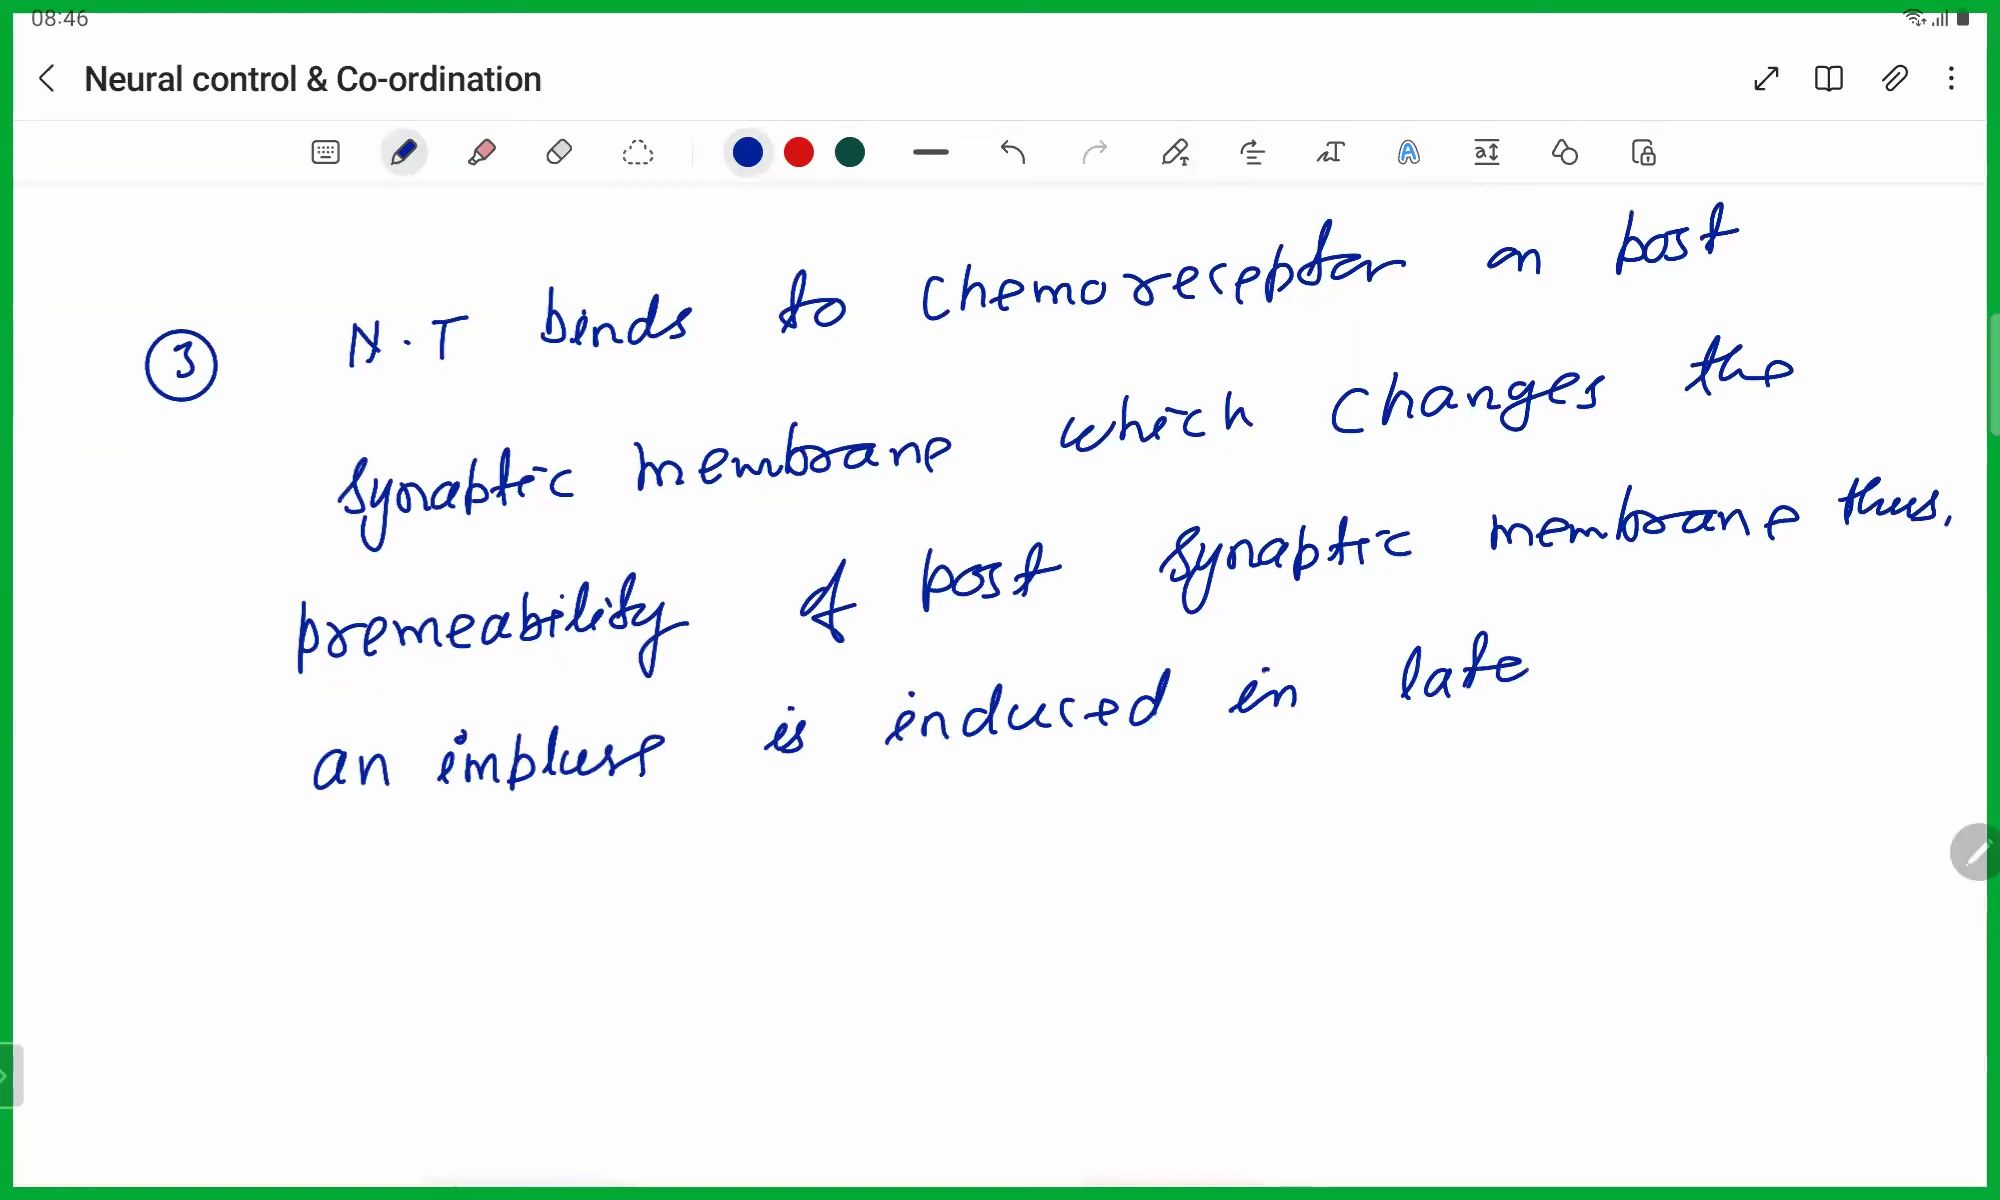 08:46
Neural control & Co-ordination
③ N.T binds to chemoreceptor on post
synaptic membrane which changes the
premeability of post synaptic membrane thus,
an impluse is induced in late